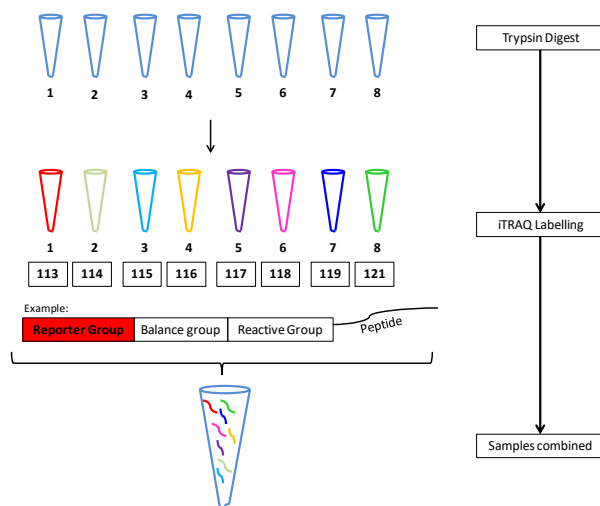 Trypsin Digest
1 2 3 4 5 6 7 8
1 2 3 4 5 6 7 8
iTRAQ Labelling
113 114 115 116 117 118 119 121
Example:
Reporter Group Balance group Reactive Group Peptide
Samples combined